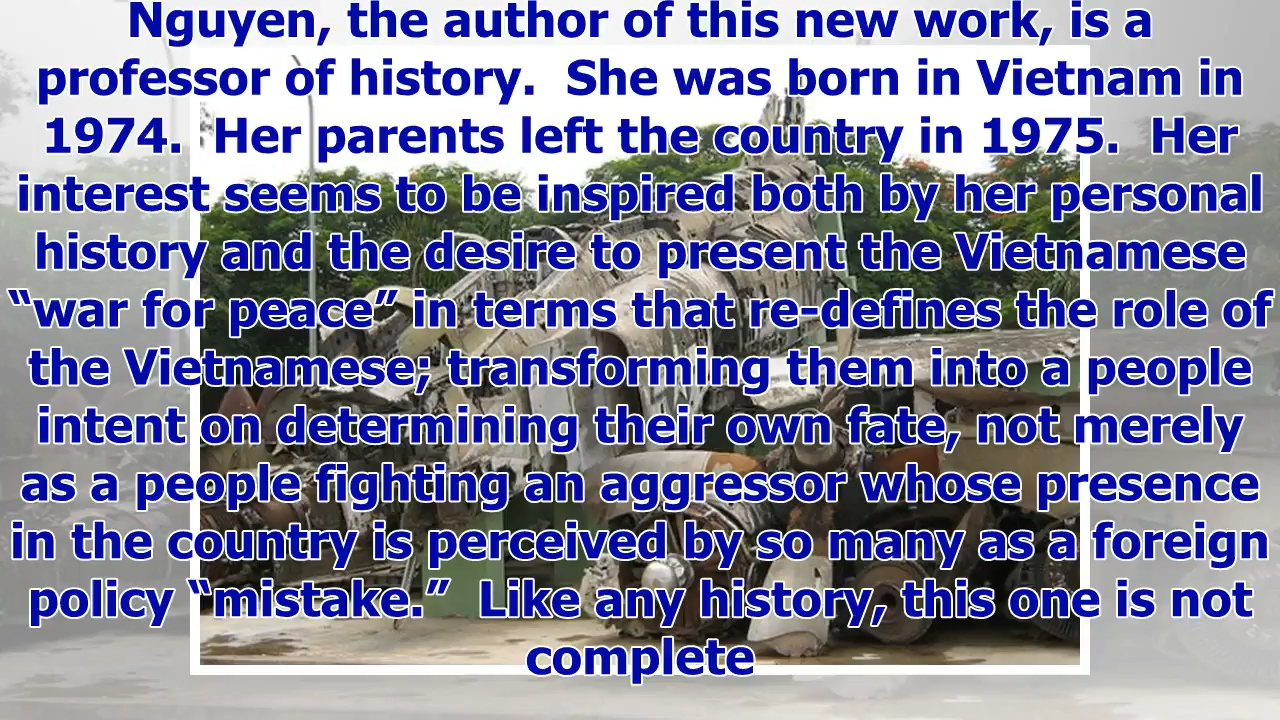 Nguyen, the author of this new work, is a
professor of history.  She was born in Vietnam in
1974.  Her parents left the country in 1975.  Her
interest seems to be inspired both by her personal
history and the desire to present the Vietnamese
“war for peace” in terms that re-defines the role of
the Vietnamese; transforming them into a people
intent on determining their own fate, not merely
as a people fighting an aggressor whose presence
in the country is perceived by so many as a foreign
policy “mistake.”  Like any history, this one is not
complete